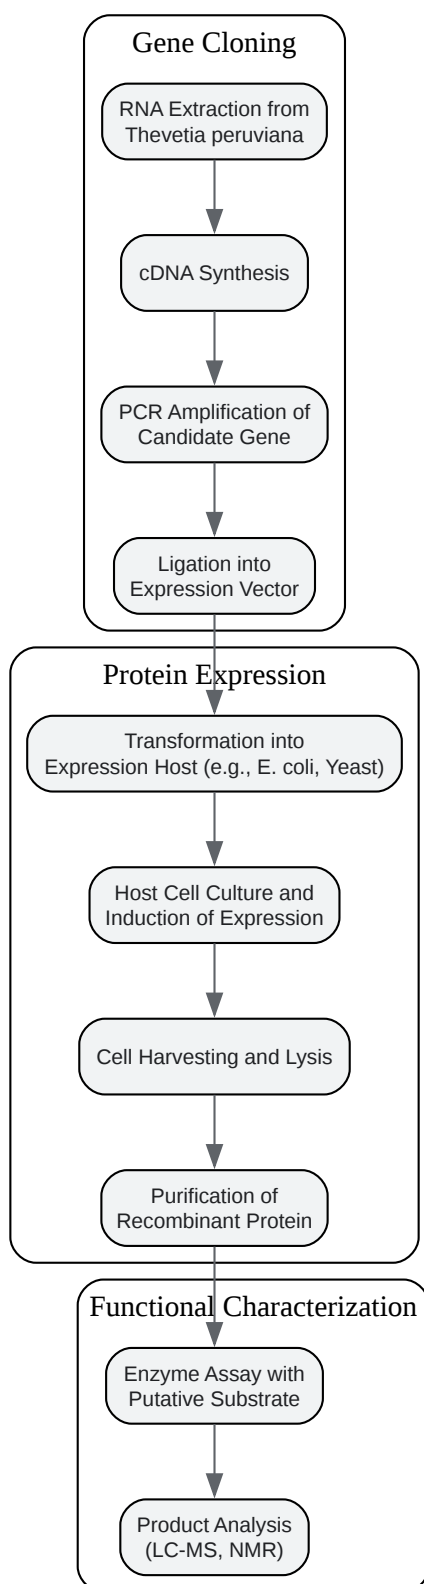 Gene Cloning
RNA Extraction from
Thevetia peruviana
cDNA Synthesis
PCR Amplification of
Candidate Gene
Ligation into
Expression Vector
Protein Expression
Transformation into
Expression Host (e.g., E. coli, Yeast)
Host Cell Culture and
Induction of Expression
Cell Harvesting and Lysis
Purification of
Recombinant Protein
Functional Characterization
Enzyme Assay with
Putative Substrate
Product Analysis
(LC-MS, NMR)